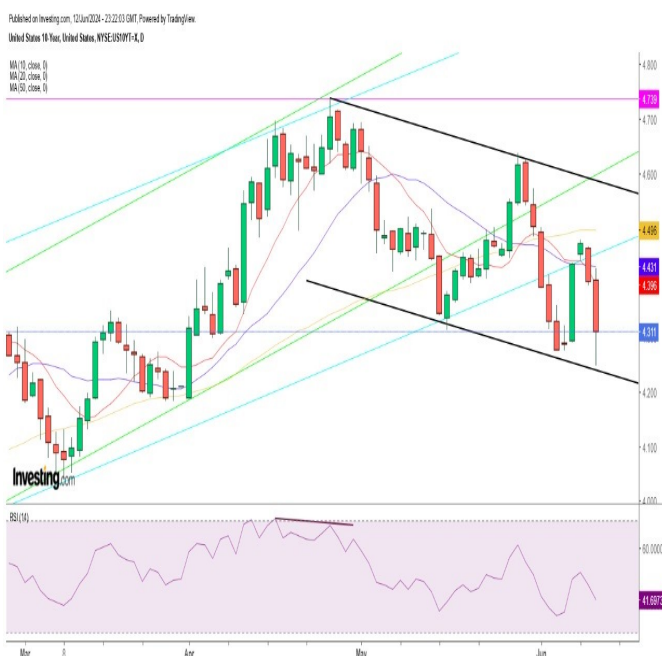 Published on Investing.com, 12/Jun/2024 - 23:22:03 GMT, Powered by TradingView.
United States 10-Year, United States, NYSE:US10YT=X, D
MA (10, close, 0)
MA (20, close, 0)
MA (50, close, 0)
4.800
4.739
4.700
4.600
4.496
4.431
4.396
4.311
4.200
4.100
4.000
Investing.com
RSI (14)
60.0000
41.6973
Mar
8
Apr
May
Jun